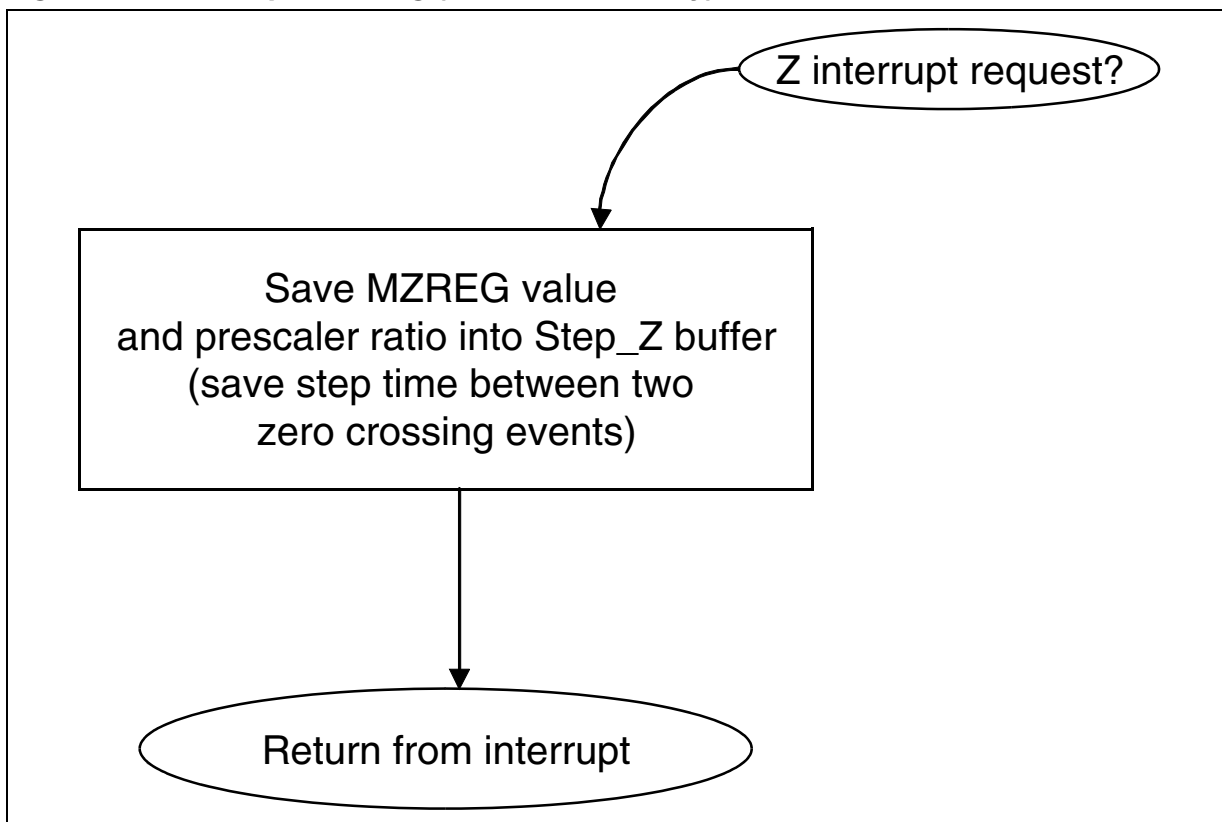 Z interrupt request?
Save MZREG value
and prescaler ratio into Step_Z buffer
(save step time between two
zero crossing events)
Return from interrupt